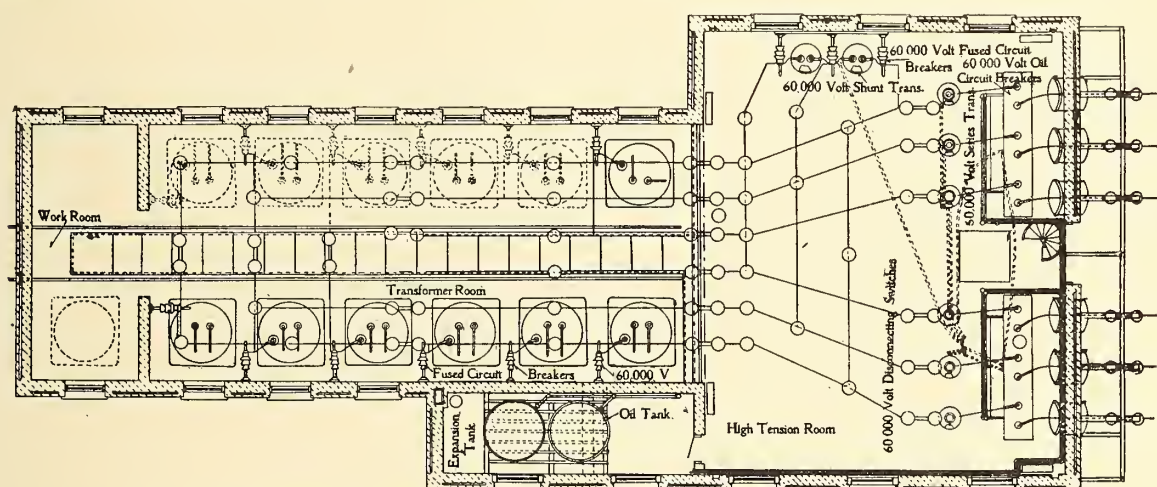 60 000 Volt Fused Circuit
Breakers
60 000 Volt Oil
Circuit Breakers
60,000 Volt Shunt Trans.
60,000 Volt Series Trans.
Work Room
Transformer Room
60 000 Volt Disconnecting Switches
Fused Circuit Breakers 60,000 V
Expansion
Tank
Oil Tank.
High Tension Room